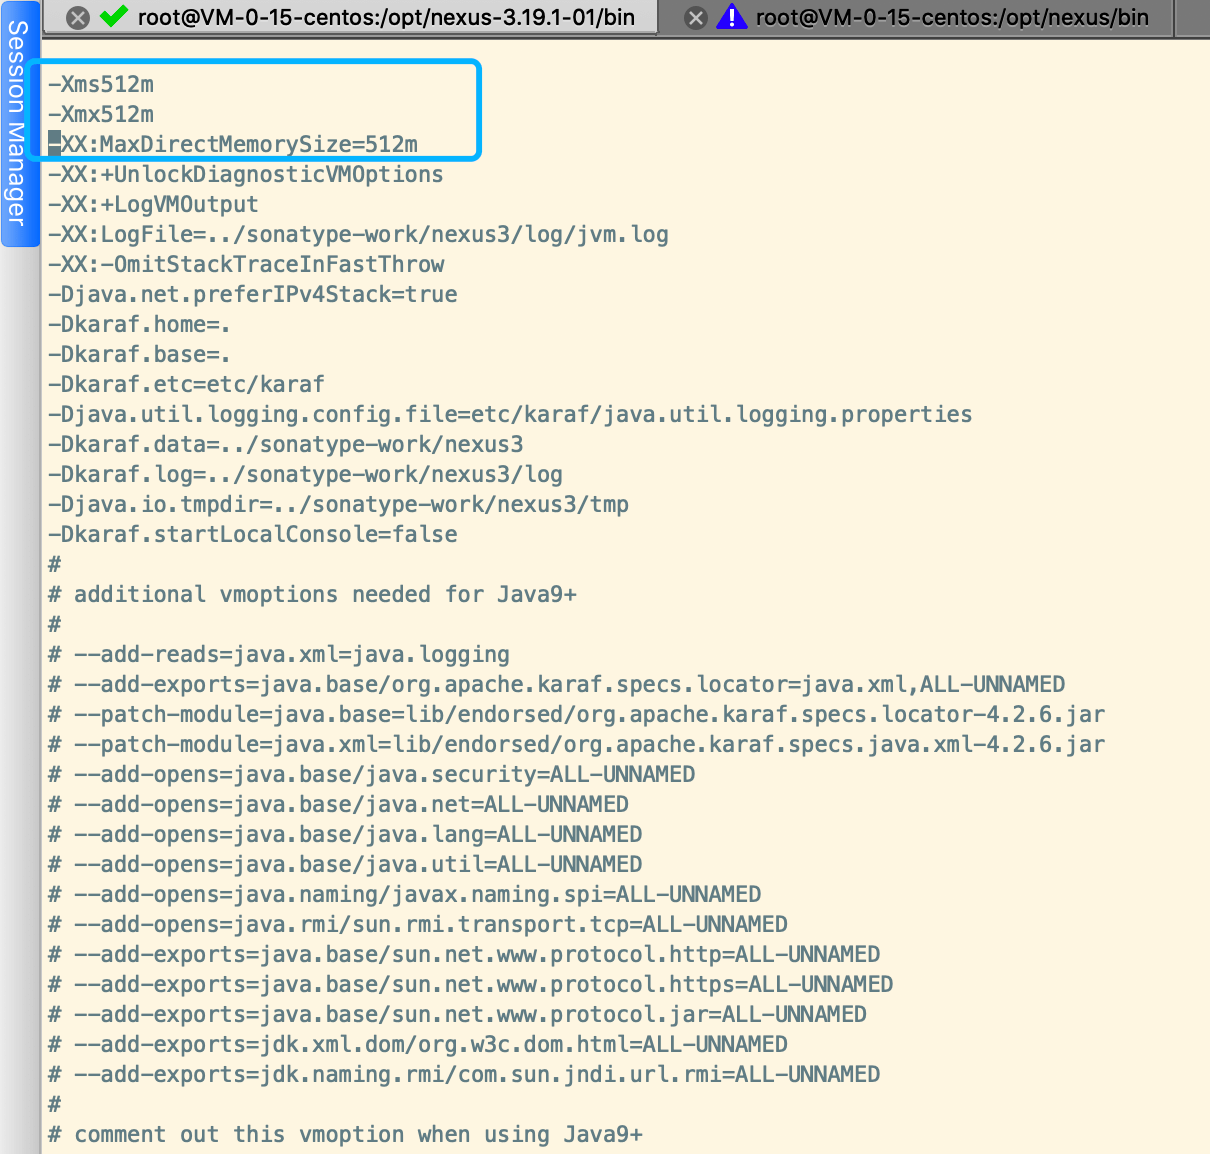 root@VM-0-15-centos:/opt/nexus-3.19.1-01/bin
root@VM-0-15-centos:/opt/nexus/bin
Session Manager
-Xms512m
-Xmx512m
-XX:MaxDirectMemorySize=512m
-XX:+UnlockDiagnosticVMOptions
-XX:+LogVMOutput
-XX:LogFile=../sonatype-work/nexus3/log/jvm.log
-XX:-OmitStackTraceInFastThrow
-Djava.net.preferIPv4Stack=true
-Dkaraf.home=.
-Dkaraf.base=.
-Dkaraf.etc=etc/karaf
-Djava.util.logging.config.file=etc/karaf/java.util.logging.properties
-Dkaraf.data=../sonatype-work/nexus3
-Dkaraf.log=../sonatype-work/nexus3/log
-Djava.io.tmpdir=../sonatype-work/nexus3/tmp
-Dkaraf.startLocalConsole=false
#
# additional vmoptions needed for Java9+
#
# --add-reads=java.xml=java.logging
# --add-exports=java.base/org.apache.karaf.specs.locator=java.xml,ALL-UNNAMED
# --patch-module=java.base=lib/endorsed/org.apache.karaf.specs.locator-4.2.6.jar
# --patch-module=java.xml=lib/endorsed/org.apache.karaf.specs.java.xml-4.2.6.jar
# --add-opens=java.base/java.security=ALL-UNNAMED
# --add-opens=java.base/java.net=ALL-UNNAMED
# --add-opens=java.base/java.lang=ALL-UNNAMED
# --add-opens=java.base/java.util=ALL-UNNAMED
# --add-opens=java.naming/javax.naming.spi=ALL-UNNAMED
# --add-opens=java.rmi/sun.rmi.transport.tcp=ALL-UNNAMED
# --add-exports=java.base/sun.net.www.protocol.http=ALL-UNNAMED
# --add-exports=java.base/sun.net.www.protocol.https=ALL-UNNAMED
# --add-exports=java.base/sun.net.www.protocol.jar=ALL-UNNAMED
# --add-exports=jdk.xml.dom/org.w3c.dom.html=ALL-UNNAMED
# --add-exports=jdk.naming.rmi/com.sun.jndi.url.rmi=ALL-UNNAMED
#
# comment out this vmoption when using Java9+